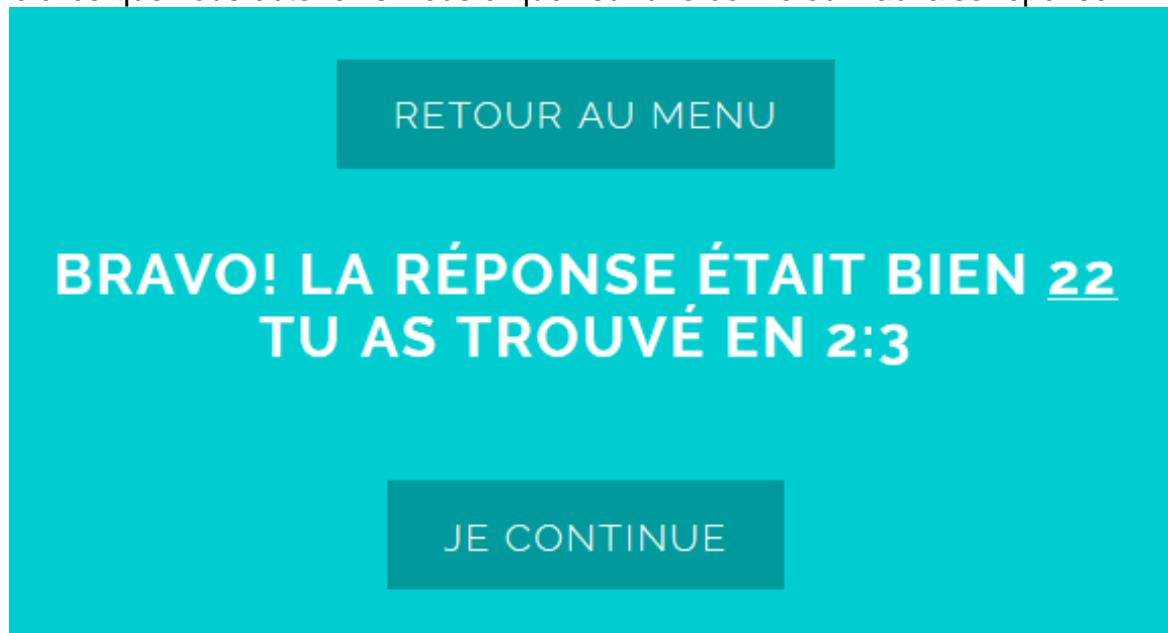 RETOUR AU MENU
BRAVO! LA RÉPONSE ÉTAIT BIEN 22
TU AS TROUVÉ EN 2:3
JE CONTINUE